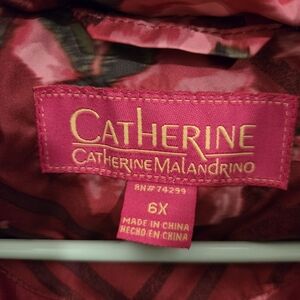 CATHERINE
CATHERINE MALANDRINO
RN# 74299
6X
MADE IN CHINA
HECHO EN CHINA